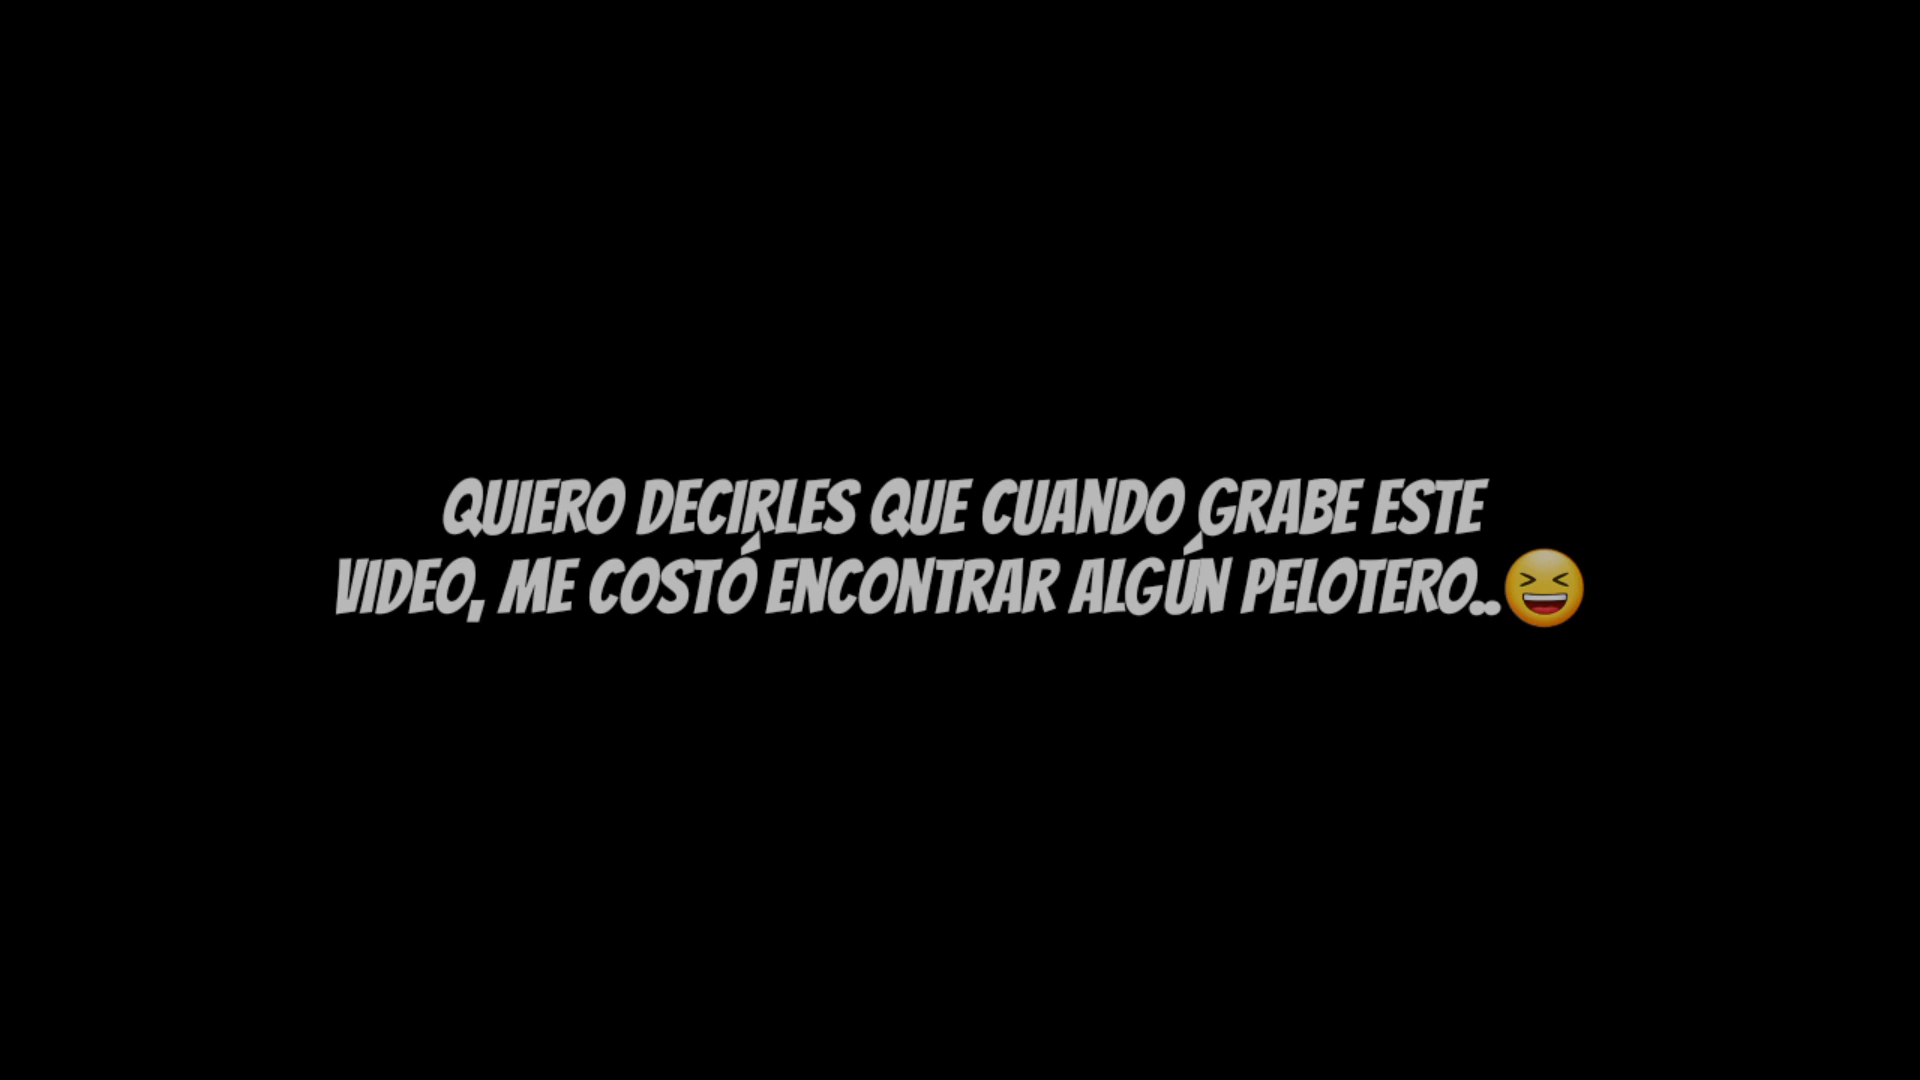 QUIERO DECIRLES QUE CUANDO GRABE ESTE
VIDEO, ME COSTÓ ENCONTRAR ALGÚN PELOTERO..😆